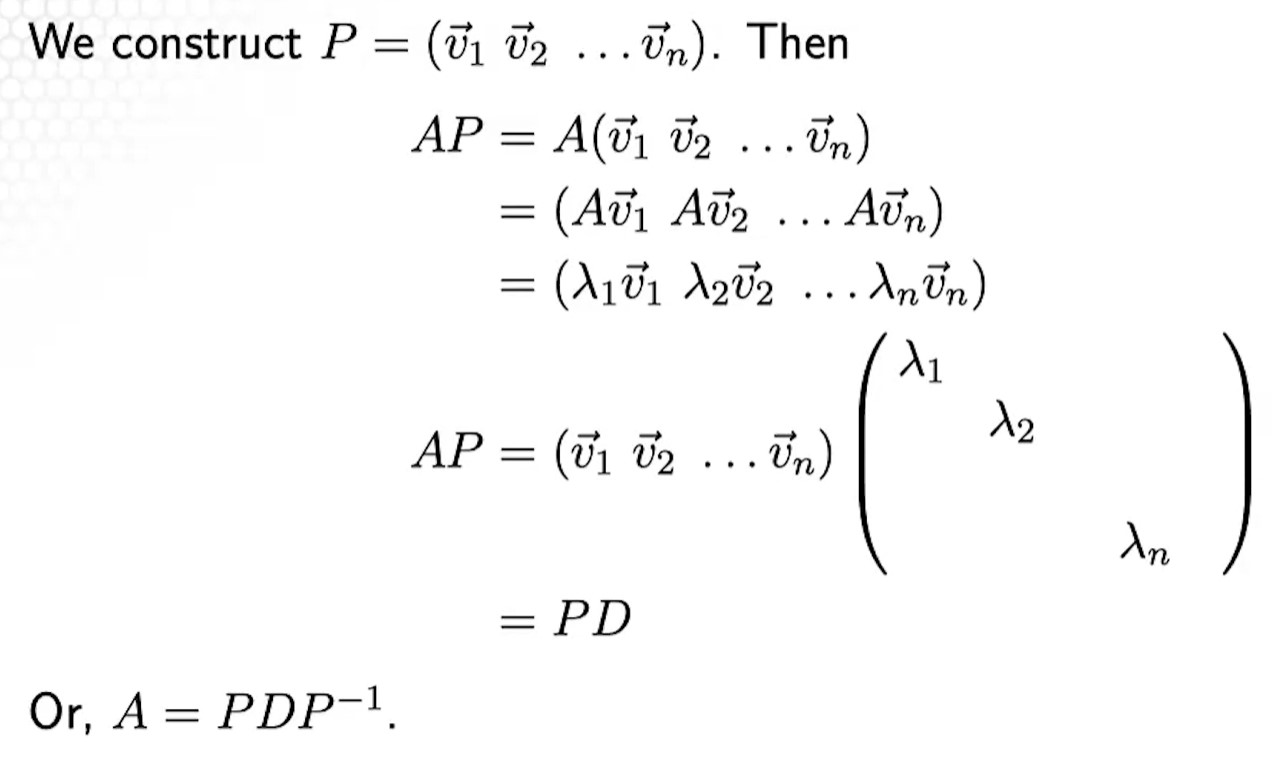 We construct P = (v⃗₁ v⃗₂ …v⃗ₙ). Then
AP = A(v⃗₁ v⃗₂ …v⃗ₙ)
= (Av⃗₁ Av⃗₂ …Av⃗ₙ)
= (λ₁v⃗₁ λ₂v⃗₂ …λₙv⃗ₙ)
λ₁
λ₂
AP = (v⃗₁ v⃗₂ …v⃗ₙ)
λₙ
= PD
Or, A = PDP⁻¹.